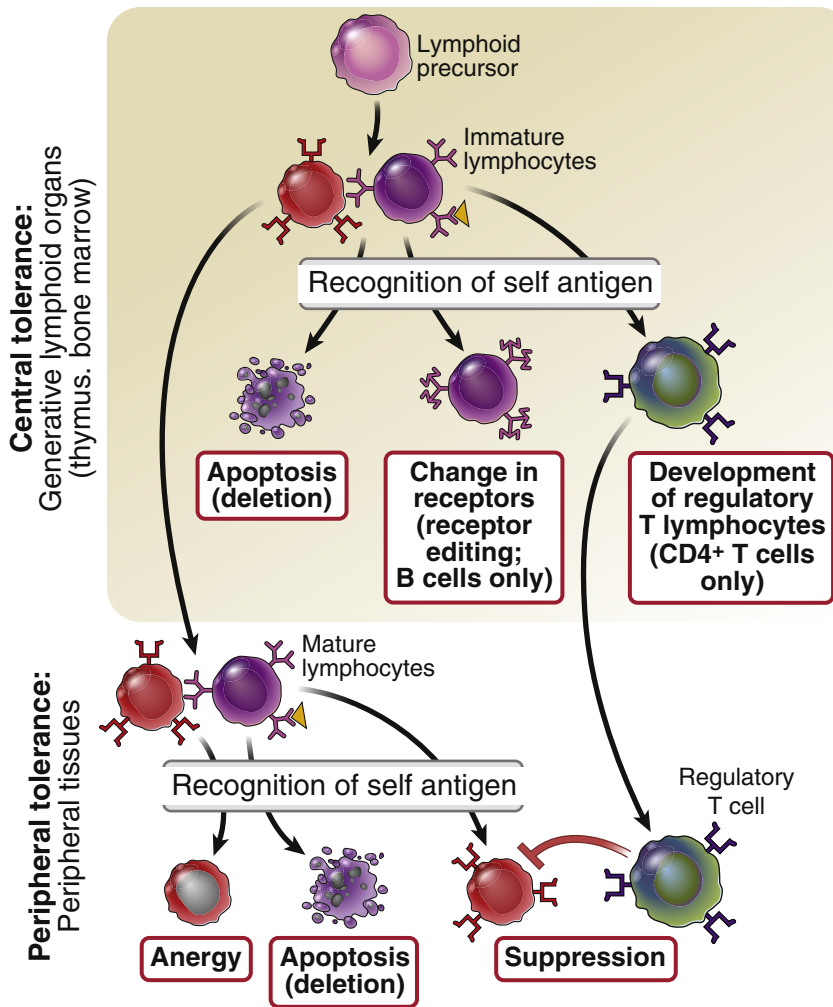 Lymphoid
precursor
Immature
lymphocytes
Central tolerance:
Generative lymphoid organs
(thymus. bone marrow)
Recognition of self antigen
Apoptosis
(deletion)
Change in
receptors
(receptor
editing;
B cells only)
Development
of regulatory
T lymphocytes
(CD4+ T cells
only)
Mature
lymphocytes
Peripheral tolerance:
Peripheral tissues
Recognition of self antigen
Regulatory
T cell
Anergy
Apoptosis
(deletion)
Suppression